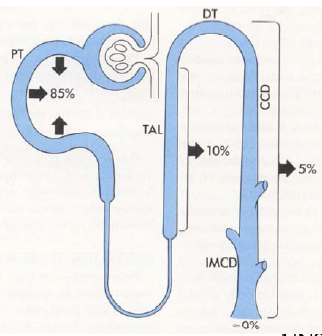 DT
PT
85%
CCD
TAL
10%
5%
IMCD
~0%